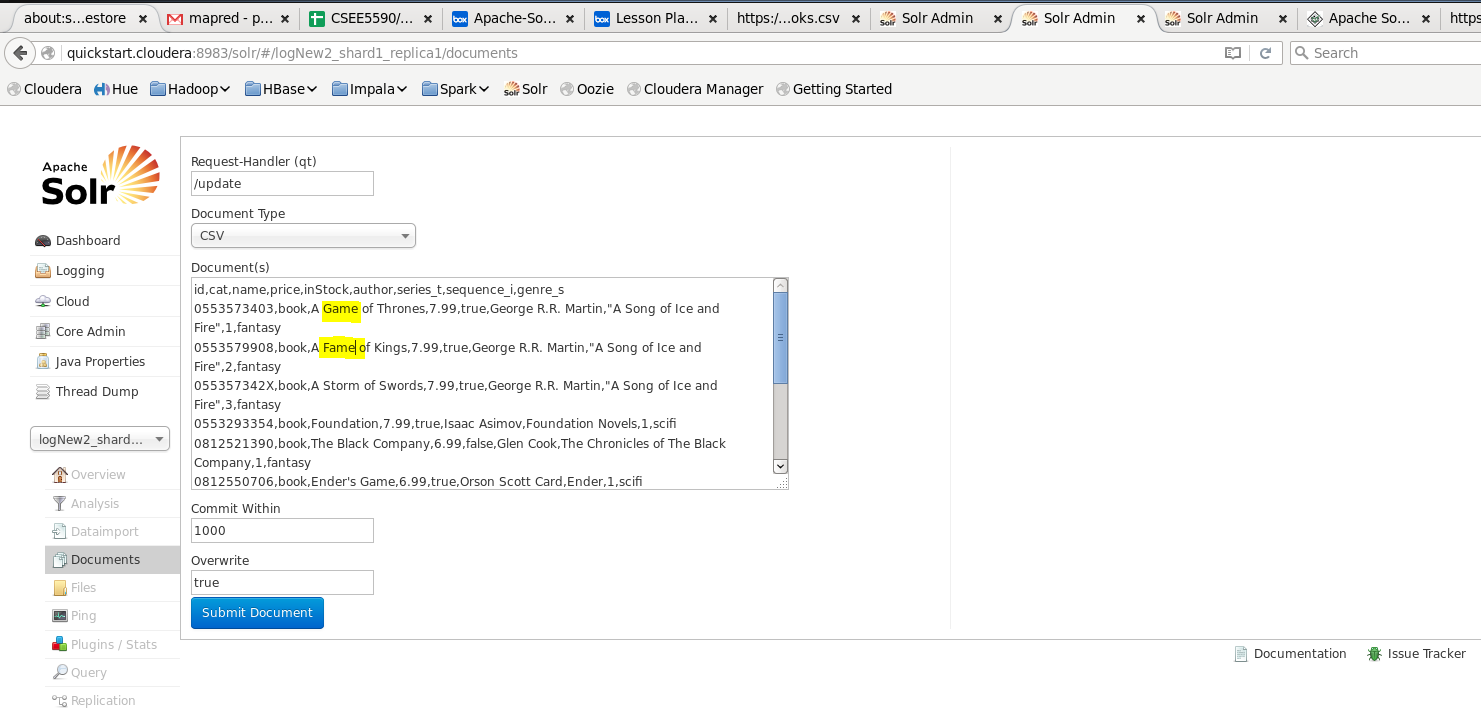 about:s...estore
mapred - p...
CSEE5590/...
Apache-So...
Lesson Pla...
https:/...oks.csv
Solr Admin
Solr Admin
Solr Admin
Apache So...
https
quickstart.cloudera:8983/solr/#/logNew2_shard1_replica1/documents
Search
Cloudera
Hue
Hadoop
HBase
Impala
Spark
Solr
Oozie
Cloudera Manager
Getting Started
Apache
Solr
Dashboard
Logging
Cloud
Core Admin
Java Properties
Thread Dump
logNew2_shard...
Overview
Analysis
Dataimport
Documents
Files
Ping
Plugins / Stats
Query
Replication
Request-Handler (qt)
/update
Document Type
CSV
Document(s)
id,cat,name,price,inStock,author,series_t,sequence_i,genre_s
0553573403,book,A Game of Thrones,7.99,true,George R.R. Martin,"A Song of Ice and
Fire",1,fantasy
0553579908,book,A Fame of Kings,7.99,true,George R.R. Martin,"A Song of Ice and
Fire",2,fantasy
055357342X,book,A Storm of Swords,7.99,true,George R.R. Martin,"A Song of Ice and
Fire",3,fantasy
0553293354,book,Foundation,7.99,true,Isaac Asimov,Foundation Novels,1,scifi
0812521390,book,The Black Company,6.99,false,Glen Cook,The Chronicles of The Black
Company,1,fantasy
0812550706,book,Ender's Game,6.99,true,Orson Scott Card,Ender,1,scifi
Commit Within
1000
Overwrite
true
Submit Document
Documentation
Issue Tracker